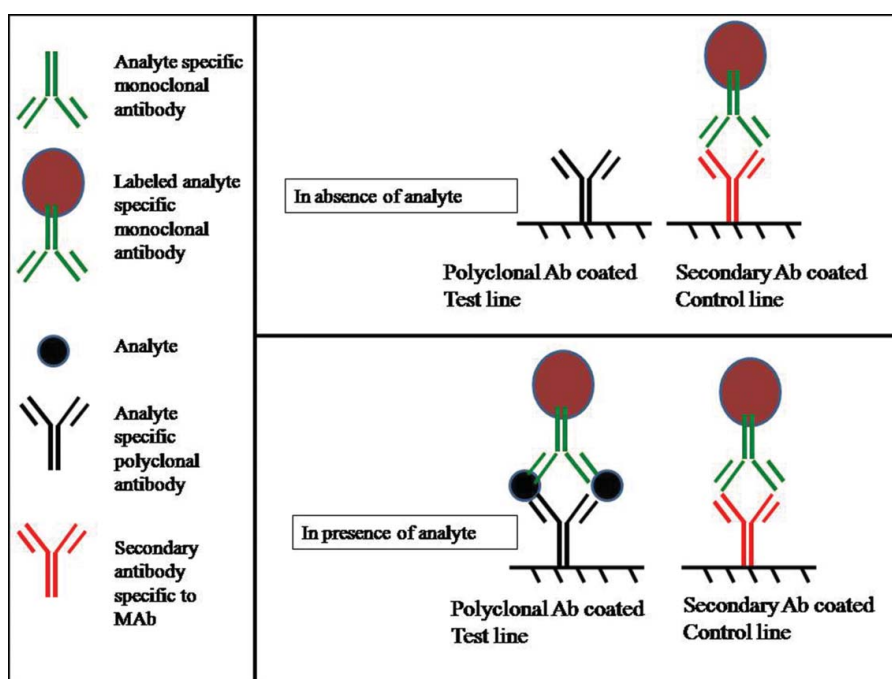 Analyte specific
monoclonal
antibody
Labeled analyte
specific
monoclonal
antibody
Analyte
Analyte
specific
polyclonal
antibody
Secondary
antibody
specific to
MAb
In absence of analyte
Polyclonal Ab coated
Test line
Secondary Ab coated
Control line
In presence of analyte
Polyclonal Ab coated
Test line
Secondary Ab coated
Control line